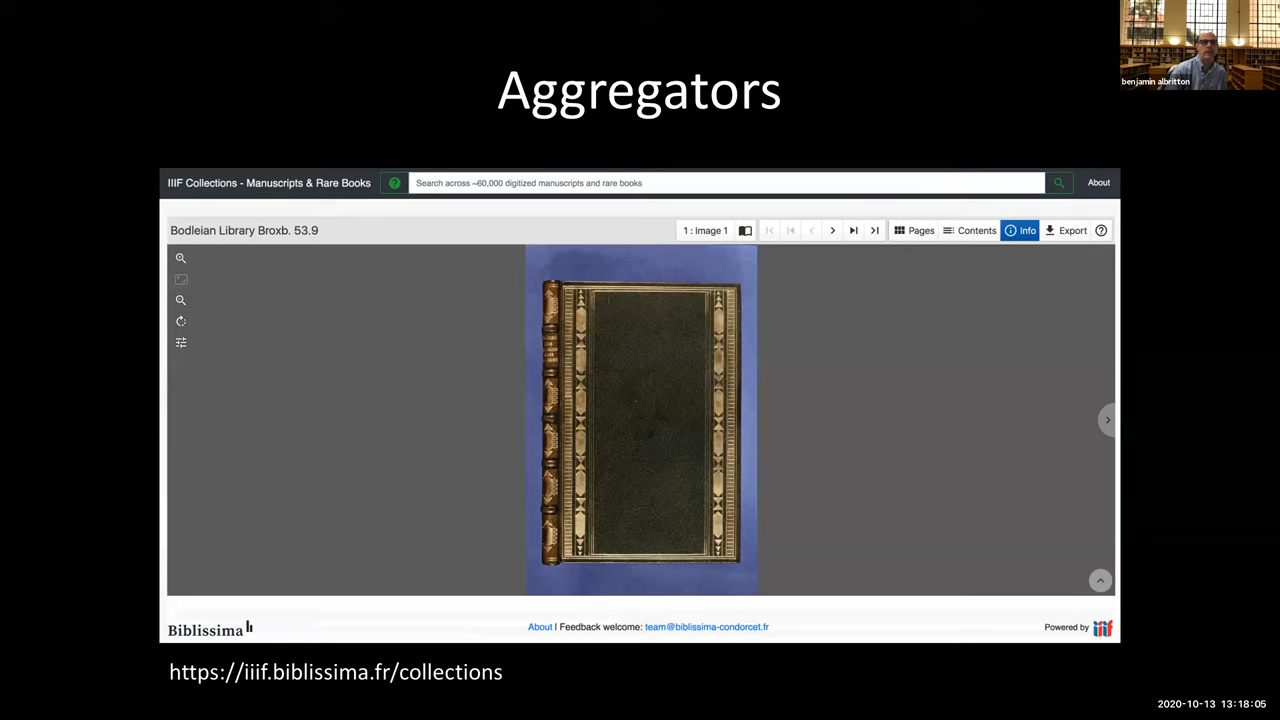 benjamin albritton
Aggregators
IIIF Collections - Manuscripts & Rare Books
Search across ~60,000 digitized manuscripts and rare books
About
Bodleian Library Broxb. 53.9
1 : Image 1
Pages
Contents
Info
Export
Biblissima
About | Feedback welcome: team@biblissima-condorcet.fr
Powered by
iiif
https://iiif.biblissima.fr/collections
2020-10-13 13:18:05